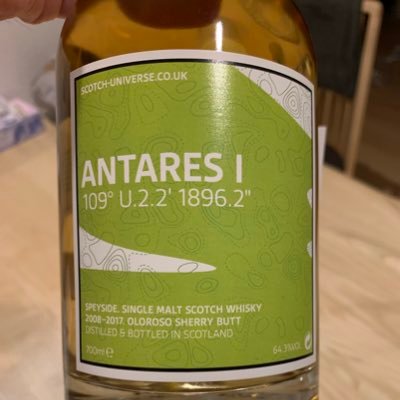 SCOTCH-UNIVERSE.CO.UK
ANTARES I
109° U.2.2' 1896.2"
SPEYSIDE. SINGLE MALT SCOTCH WHISKY
2008-2017. OLOROSO SHERRY BUTT
DISTILLED & BOTTLED IN SCOTLAND
700ml ℮
64.3%VOL